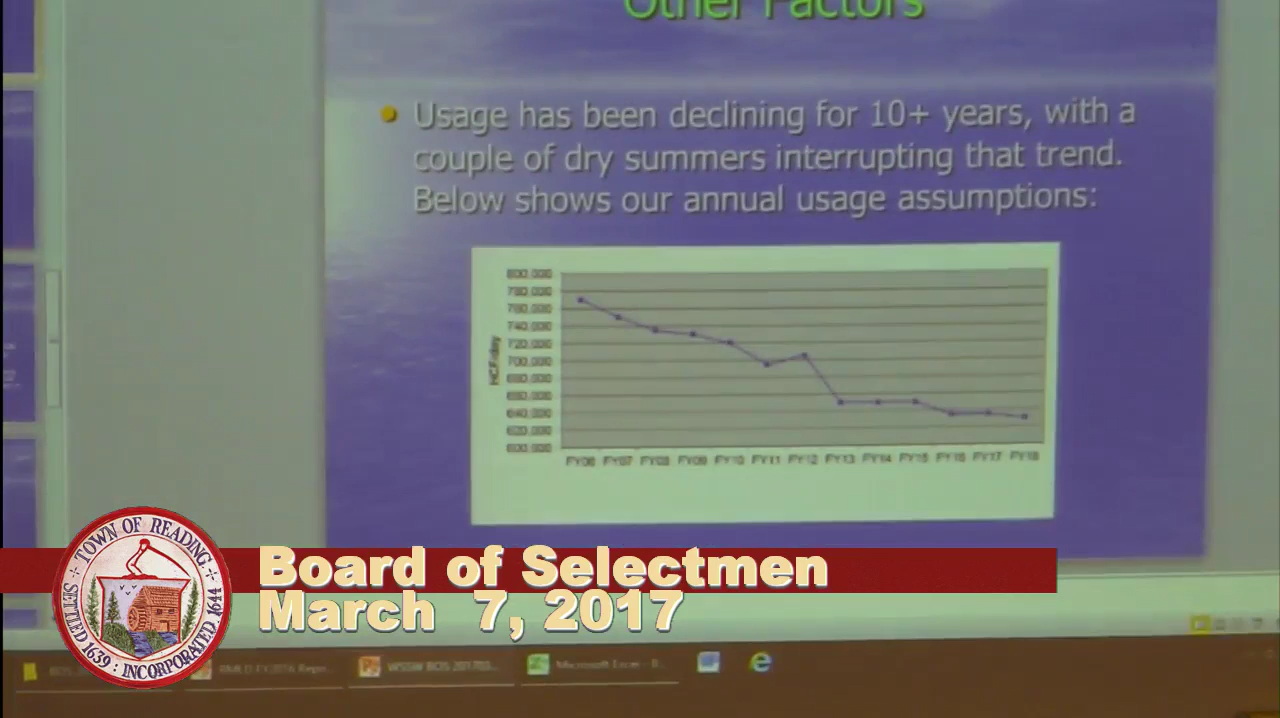 Other Factors
Usage has been declining for 10+ years, with a
couple of dry summers interrupting that trend.
Below shows our annual usage assumptions:
800,000
780,000
760,000
740,000
720,000
700,000
680,000
660,000
640,000
620,000
600,000
HCF/day
FY06 FY07 FY08 FY09 FY10 FY11 FY12 FY13 FY14 FY15 FY16 FY17 FY18
TOWN OF READING
SETTLED 1639 : INCORPORATED 1644
Board of Selectmen
March 7, 2017
Microsoft Excel